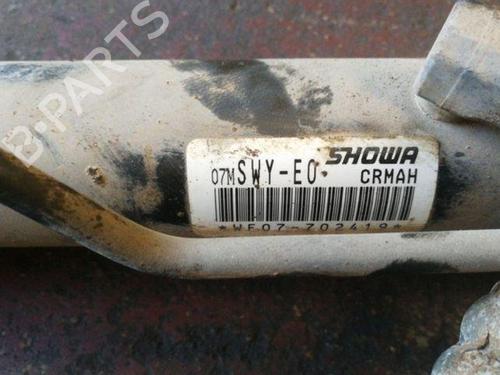 B-PARTS
07M SWY-E0 SHOWA
CRMAH
*WF07-702419*